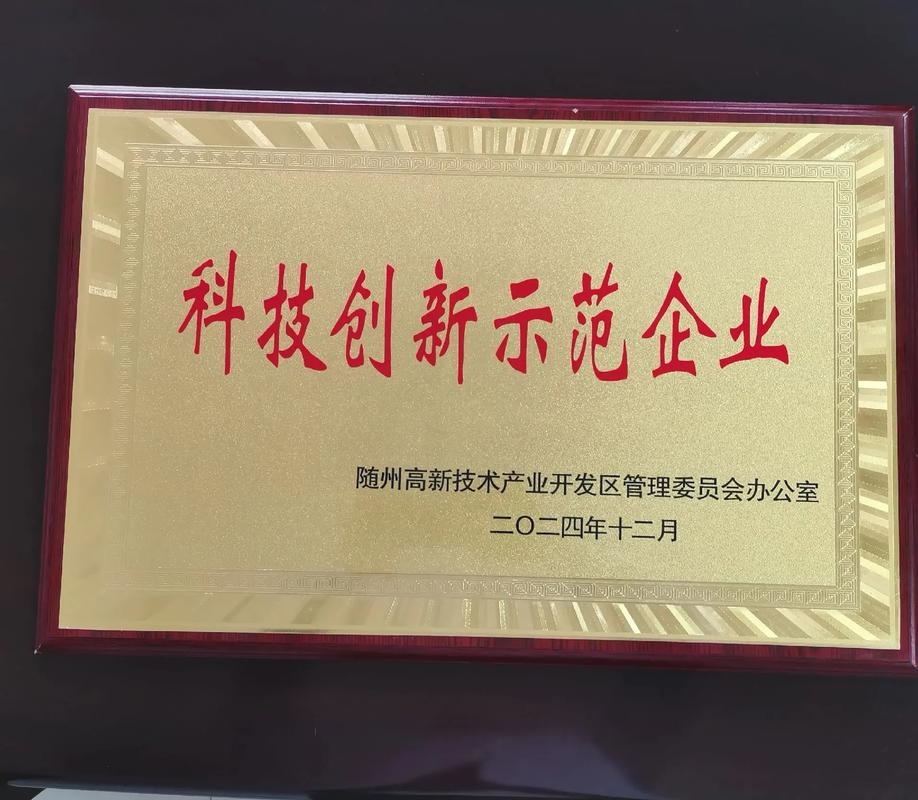 科技创新示范企业
随州高新技术产业开发区管理委员会办公室
二〇二四年十二月